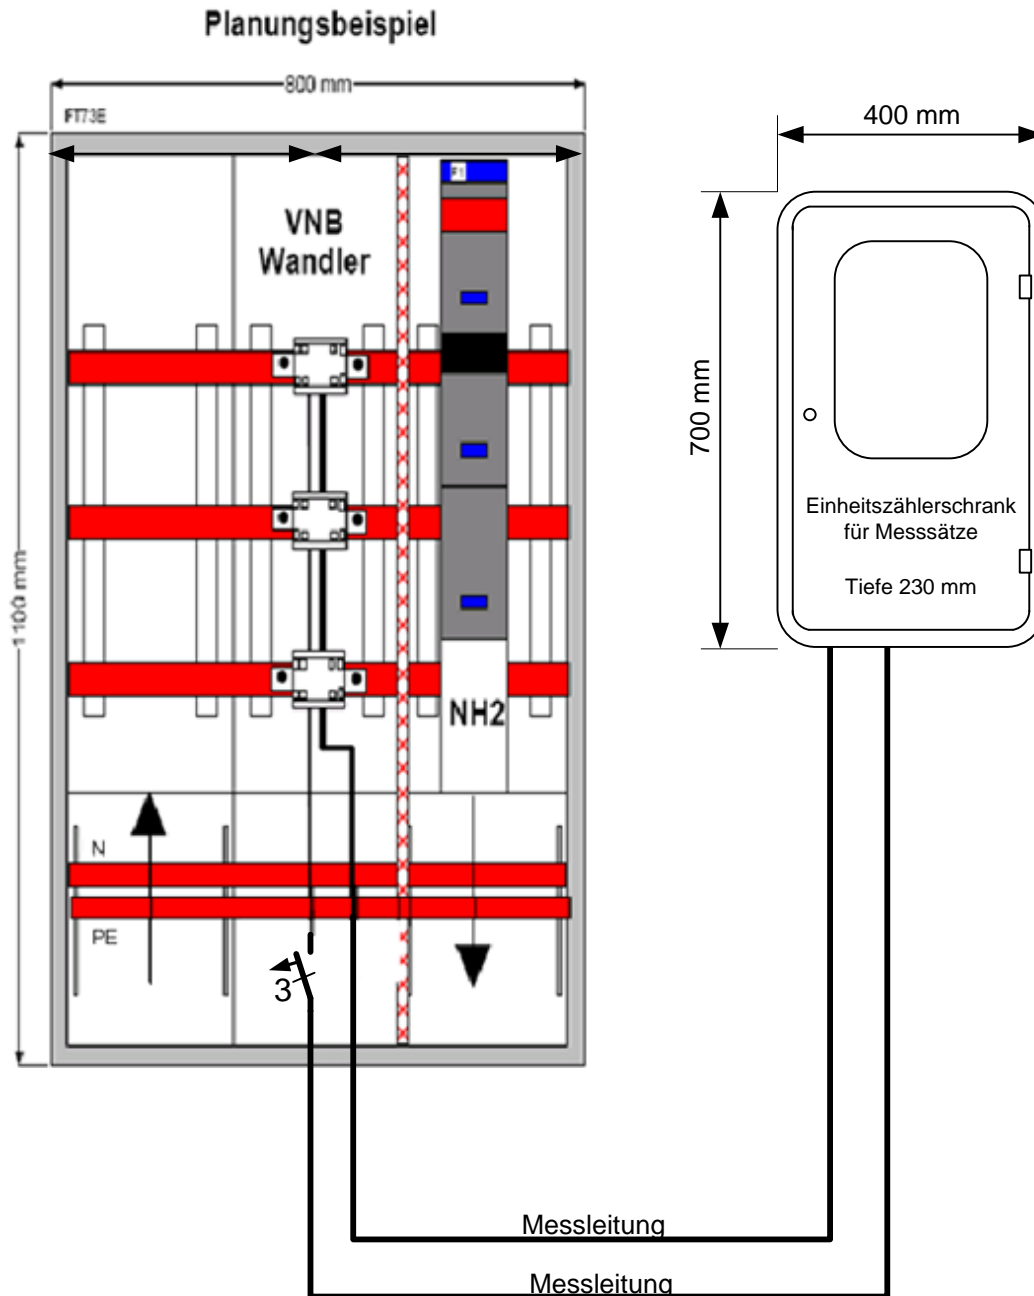 Planungsbeispiel
800 mm
FT73E
400 mm
F1
VNB
Wandler
700 mm
1100 mm
Einheitszählerschrank
für Messsätze
Tiefe 230 mm
NH2
N
PE
3
Messleitung
Messleitung